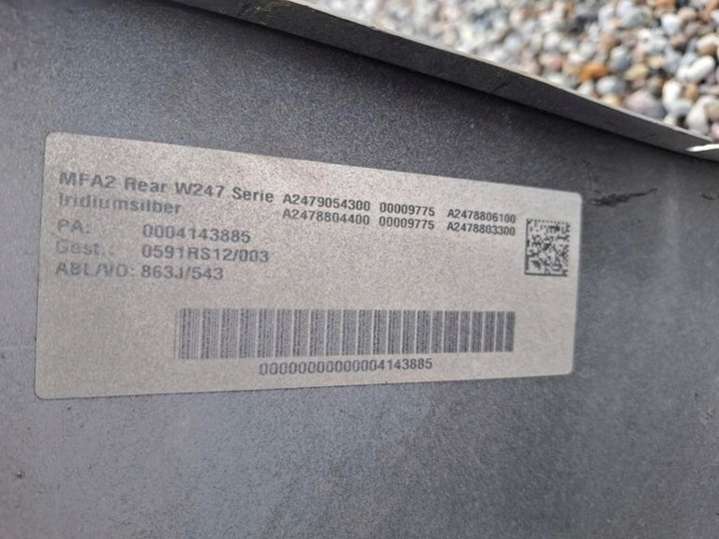 MFA2 Rear W247 Serie A2479054300 00009775 A2478806100
Iridiumsilber A2478804400 00009775 A2478803300
PA: 0004143885
Gest.: 0591RS12/003
ABL/VO: 863J/543
00000000000004143885